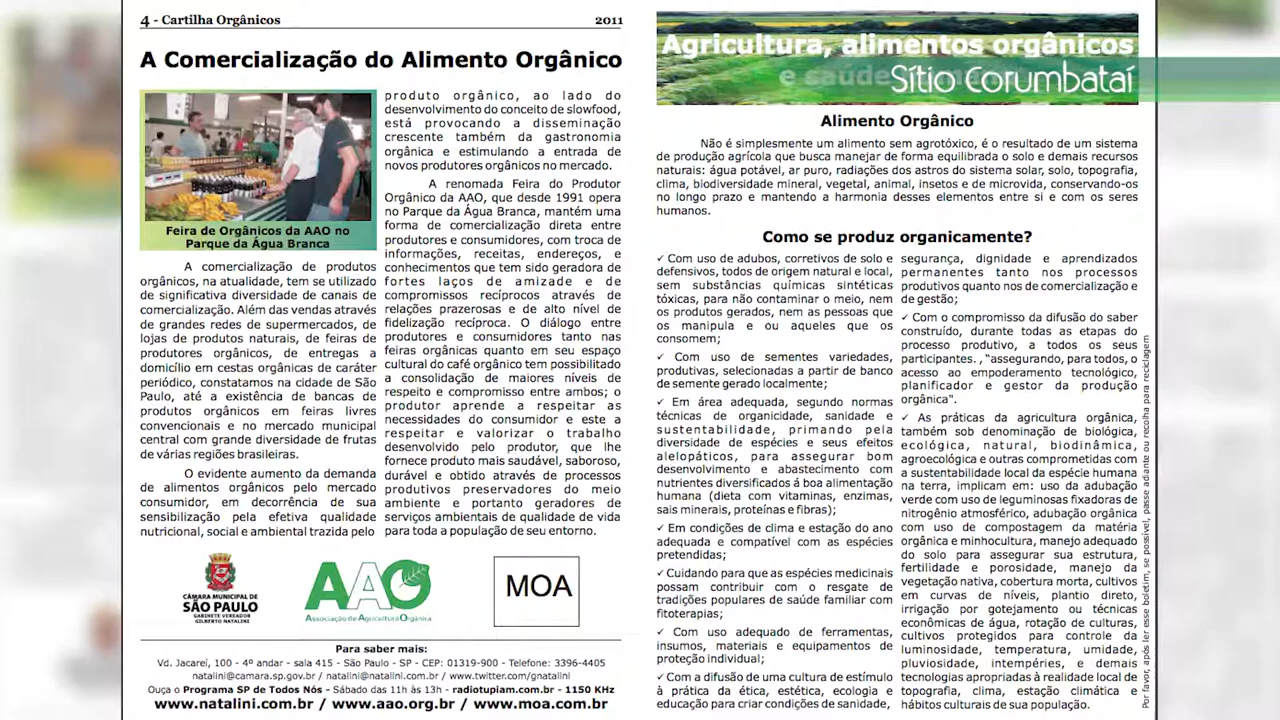 4 - Cartilha Orgânicos
2011
A Comercialização do Alimento Orgânico
Feira de Orgânicos da AAO no
Parque da Água Branca
A comercialização de produtos
orgânicos, na atualidade, tem se utilizado
de significativa diversidade de canais de
comercialização. Além das vendas através
de grandes redes de supermercados, de
lojas de produtos naturais, de feiras de
produtores orgânicos, de entregas a
domicílio em cestas orgânicas de caráter
periódico, constatamos na cidade de São
Paulo, até a existência de bancas de
produtos orgânicos em feiras livres
convencionais e no mercado municipal
central com grande diversidade de frutas
de várias regiões brasileiras.
O evidente aumento da demanda
de alimentos orgânicos pelo mercado
consumidor, em decorrência de sua
sensibilização pela efetiva qualidade
nutricional, social e ambiental trazida pelo
produto orgânico, ao lado do
desenvolvimento do conceito de slowfood,
está provocando a disseminação
crescente também da gastronomia
orgânica e estimulando a entrada de
novos produtores orgânicos no mercado.
A renomada Feira do Produtor
Orgânico da AAO, que desde 1991 opera
no Parque da Água Branca, mantém uma
forma de comercialização direta entre
produtores e consumidores, com troca de
informações, receitas, endereços, e
conhecimentos que tem sido geradora de
fortes laços de amizade e de
compromissos recíprocos através de
relações prazerosas e de alto nível de
fidelização recíproca. O diálogo entre
produtores e consumidores tanto nas
feiras orgânicas quanto em seu espaço
cultural do café orgânico tem possibilitado
a consolidação de maiores níveis de
respeito e compromisso entre ambos; o
produtor aprende a respeitar as
necessidades do consumidor e este a
respeitar e valorizar o trabalho
desenvolvido pelo produtor, que lhe
fornece produto mais saudável, saboroso,
durável e obtido através de processos
produtivos preservadores do meio
ambiente e portanto geradores de
serviços ambientais de qualidade de vida
para toda a população de seu entorno.
CÂMARA MUNICIPAL DE
SÃO PAULO
GABINETE VEREADOR
GILBERTO NATALINI
AAO
Associação de Agricultura Orgânica
MOA
Para saber mais:
Vd. Jacareí, 100 - 4º andar - sala 415 - São Paulo - SP - CEP: 01319-900 - Telefone: 3396-4405
natalini@camara.sp.gov.br / natalini@natalini.com.br / www.twitter.com/gnatalini
Ouça o Programa SP de Todos Nós - Sábado das 11h às 13h - radiotupiam.com.br - 1150 KHz
www.natalini.com.br / www.aao.org.br / www.moa.com.br
Agricultura, alimentos orgânicos
e saúde
Sítio Corumbataí
Alimento Orgânico
Não é simplesmente um alimento sem agrotóxico, é o resultado de um sistema
de produção agrícola que busca manejar de forma equilibrada o solo e demais recursos
naturais: água potável, ar puro, radiações dos astros do sistema solar, solo, topografia,
clima, biodiversidade mineral, vegetal, animal, insetos e de microvida, conservando-os
no longo prazo e mantendo a harmonia desses elementos entre si e com os seres
humanos.
Como se produz organicamente?
✓ Com uso de adubos, corretivos de solo e
defensivos, todos de origem natural e local,
sem substâncias químicas sintéticas
tóxicas, para não contaminar o meio, nem
os produtos gerados, nem as pessoas que
os manipula e ou aqueles que os
consomem;
✓ Com uso de sementes variedades,
produtivas, selecionadas a partir de banco
de semente gerado localmente;
✓ Em área adequada, segundo normas
técnicas de organicidade, sanidade e
sustentabilidade, primando pela
diversidade de espécies e seus efeitos
alelopáticos, para assegurar bom
desenvolvimento e abastecimento com
nutrientes diversificados á boa alimentação
humana (dieta com vitaminas, enzimas,
sais minerais, proteínas e fibras);
✓ Em condições de clima e estação do ano
adequada e compatível com as espécies
pretendidas;
✓ Cuidando para que as espécies medicinais
possam contribuir com o resgate de
tradições populares de saúde familiar com
fitoterapias;
✓ Com uso adequado de ferramentas,
insumos, materiais e equipamentos de
proteção individual;
✓ Com a difusão de uma cultura de estímulo
à prática da ética, estética, ecologia e
educação para criar condições de sanidade,
segurança, dignidade e aprendizados
permanentes tanto nos processos
produtivos quanto nos de comercialização e
de gestão;
✓ Com o compromisso da difusão do saber
construído, durante todas as etapas do
processo produtivo, a todos os seus
participantes. , "assegurando, para todos, o
acesso ao empoderamento tecnológico,
planificador e gestor da produção
orgânica".
✓ As práticas da agricultura orgânica,
também sob denominação de biológica,
ecológica, natural, biodinâmica,
agroecológica e outras comprometidas com
a sustentabilidade local da espécie humana
na terra, implicam em: uso da adubação
verde com uso de leguminosas fixadoras de
nitrogênio atmosférico, adubação orgânica
com uso de compostagem da matéria
orgânica e minhocultura, manejo adequado
do solo para assegurar sua estrutura,
fertilidade e porosidade, manejo da
vegetação nativa, cobertura morta, cultivos
em curvas de níveis, plantio direto,
irrigação por gotejamento ou técnicas
econômicas de água, rotação de culturas,
cultivos protegidos para controle da
luminosidade, temperatura, umidade,
pluviosidade, intempéries, e demais
tecnologias apropriadas à realidade local de
topografia, clima, estação climática e
hábitos culturais de sua população.
Por favor, após ler esse boletim, se possível, passe adiante ou recolha para reciclagem